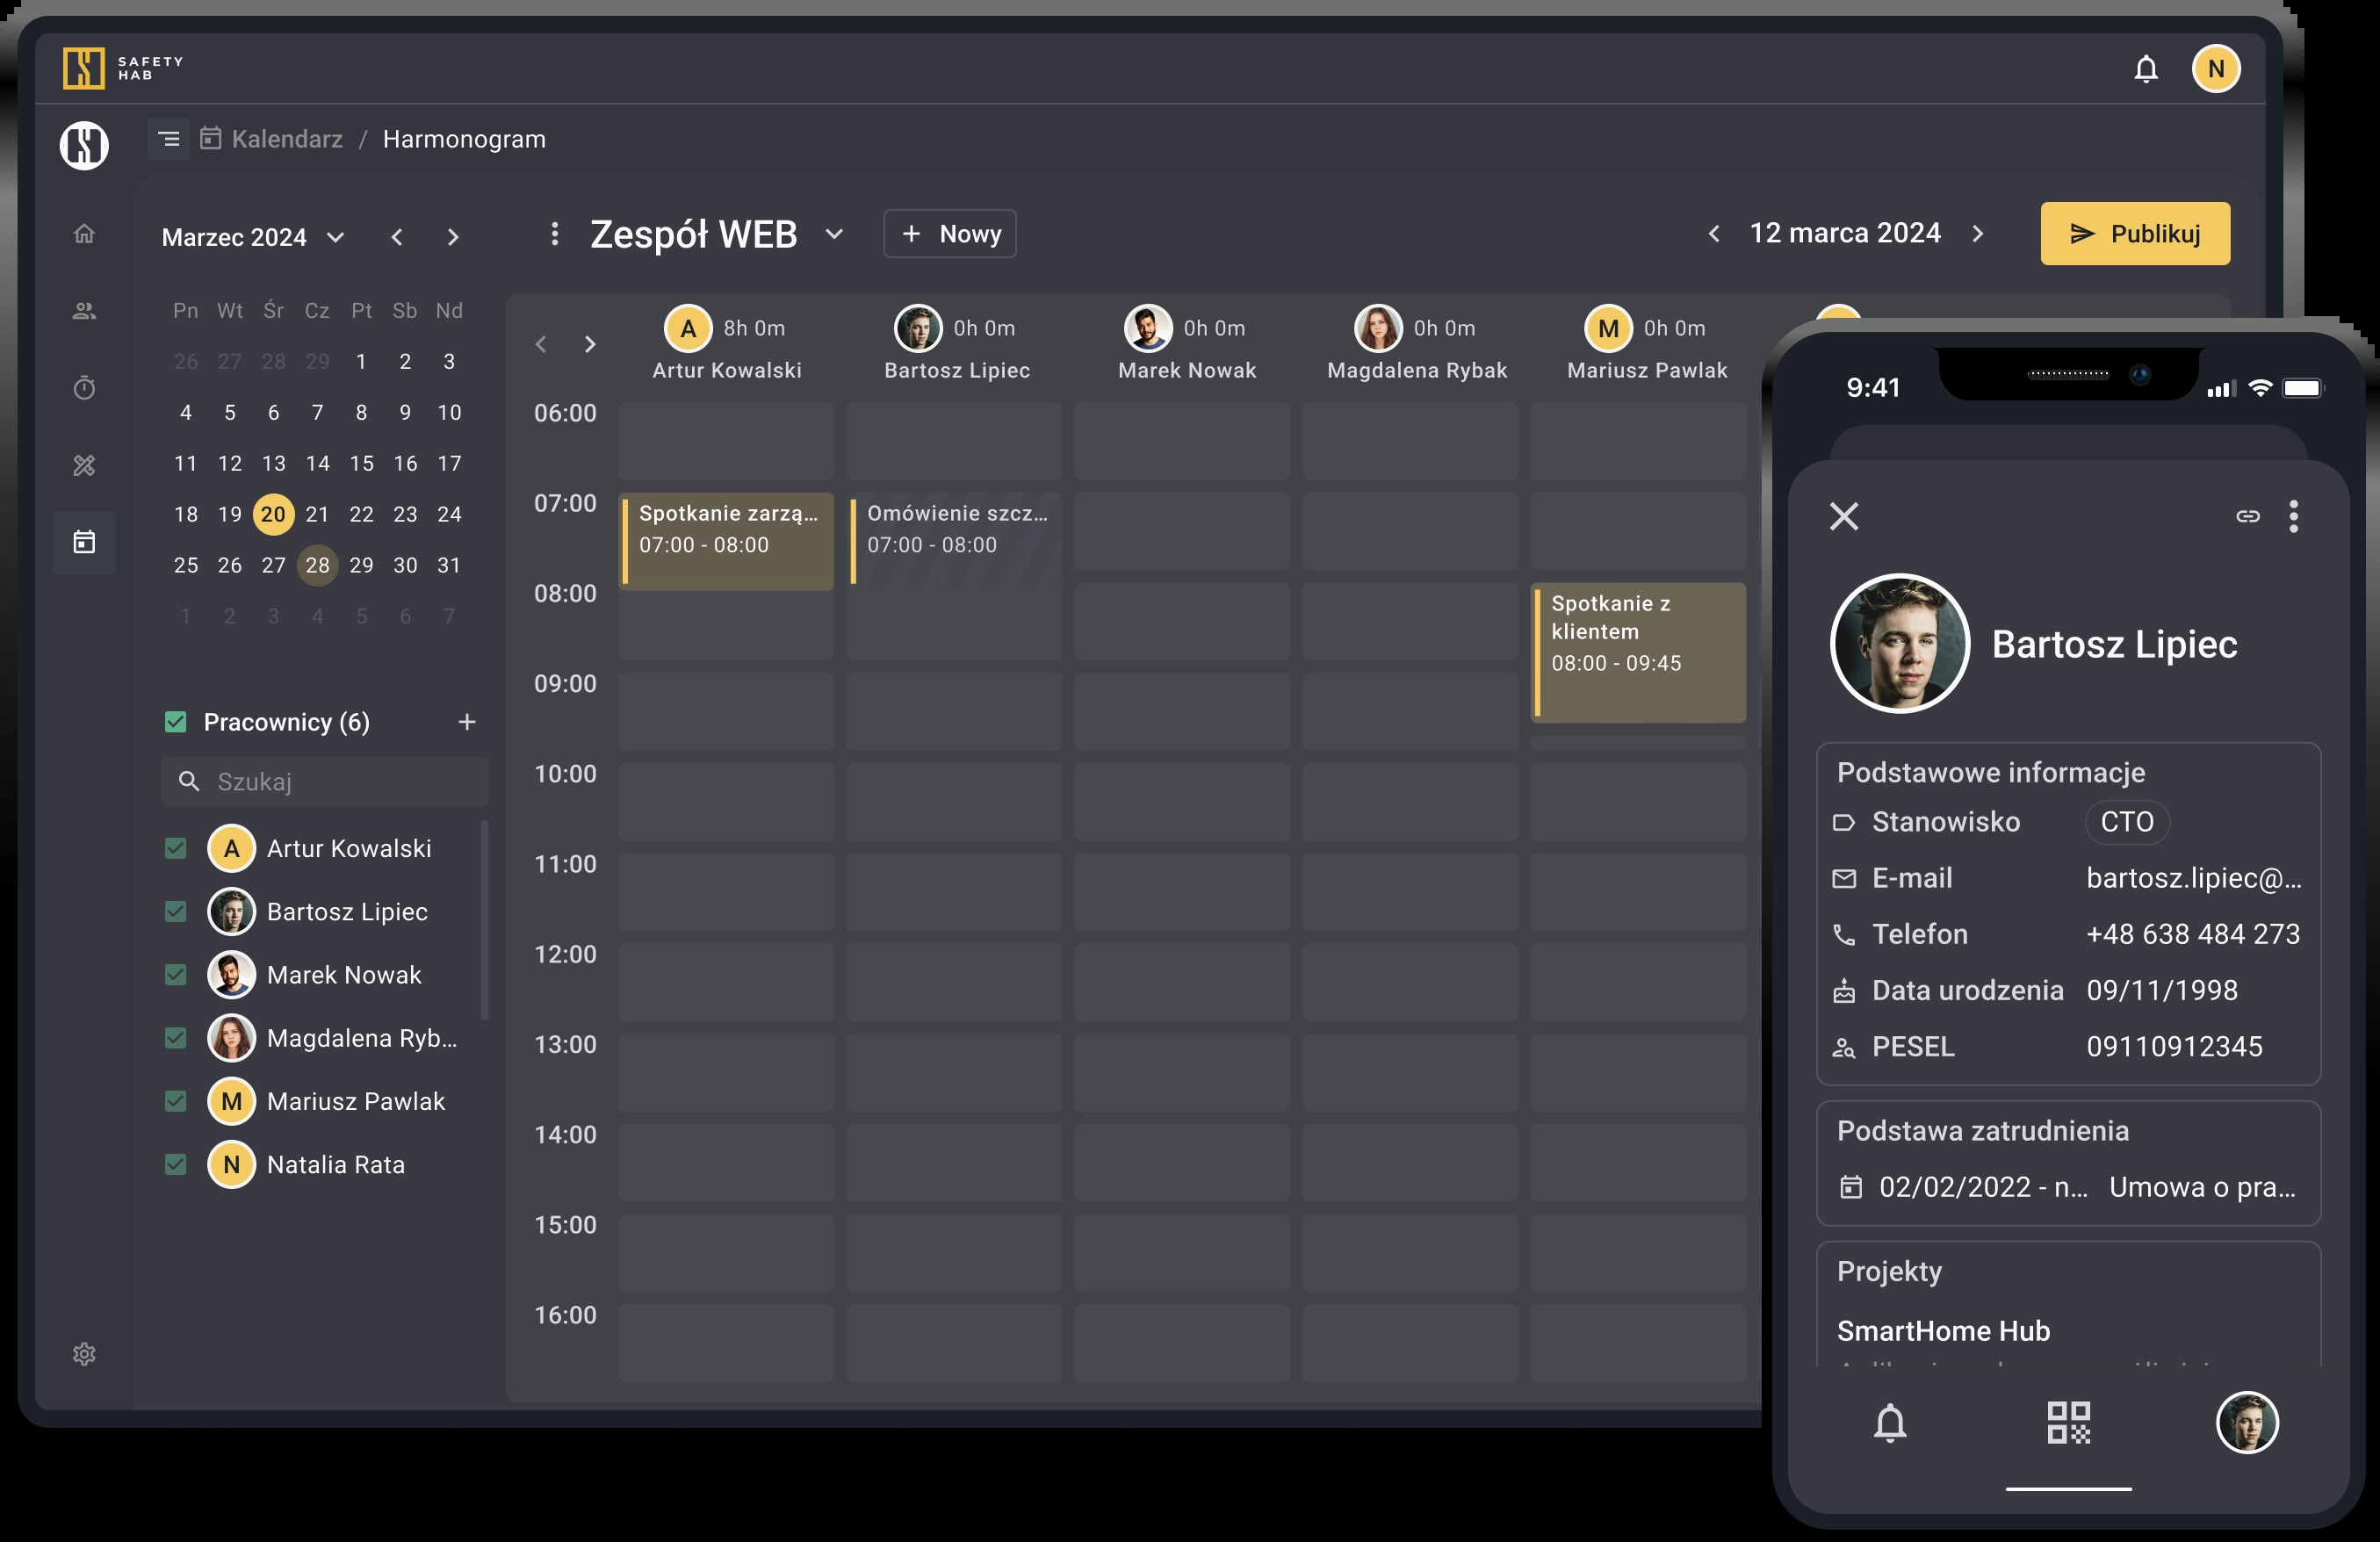 SAFETY
HAB
N
Kalendarz / Harmonogram
Marzec 2024
Zespół WEB
+ Nowy
12 marca 2024
Publikuj
Pn Wt Śr Cz Pt Sb Nd
26 27 28 29 1 2 3
4 5 6 7 8 9 10
11 12 13 14 15 16 17
18 19 20 21 22 23 24
25 26 27 28 29 30 31
1 2 3 4 5 6 7
Pracownicy (6)
Szukaj
A Artur Kowalski
Bartosz Lipiec
Marek Nowak
Magdalena Ryb...
M Mariusz Pawlak
N Natalia Rata
A 8h 0m
Artur Kowalski
0h 0m
Bartosz Lipiec
0h 0m
Marek Nowak
0h 0m
Magdalena Rybak
M 0h 0m
Mariusz Pawlak
06:00
07:00
Spotkanie zarzą...
07:00 - 08:00
Omówienie szcz...
07:00 - 08:00
08:00
Spotkanie z
klientem
08:00 - 09:45
09:00
10:00
11:00
12:00
13:00
14:00
15:00
16:00
9:41
Bartosz Lipiec
Podstawowe informacje
Stanowisko CTO
E-mail bartosz.lipiec@...
Telefon +48 638 484 273
Data urodzenia 09/11/1998
PESEL 09110912345
Podstawa zatrudnienia
02/02/2022 - n... Umowa o pra...
Projekty
SmartHome Hub